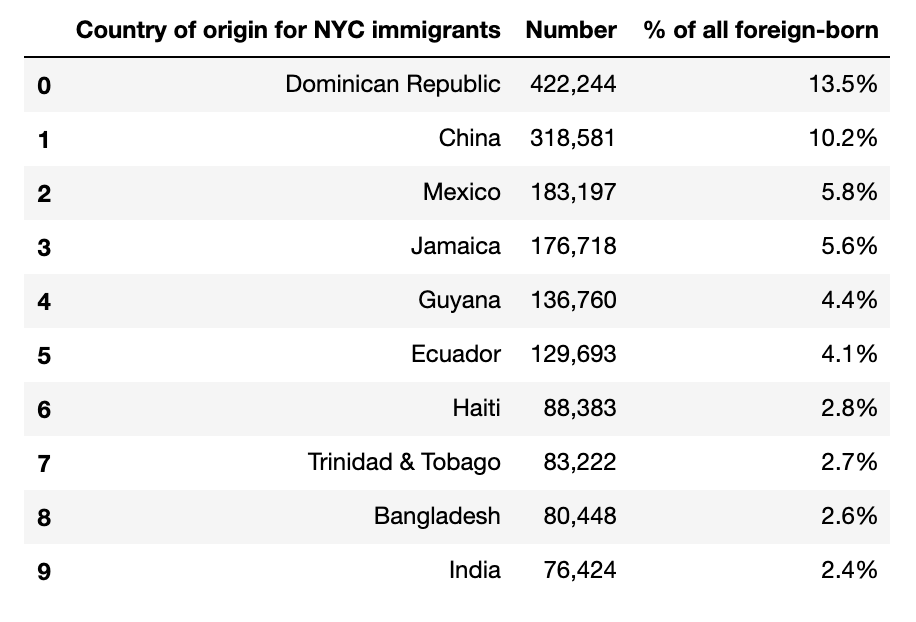 Country of origin for NYC immigrants Number % of all foreign-born
0 Dominican Republic 422,244 13.5%
1 China 318,581 10.2%
2 Mexico 183,197 5.8%
3 Jamaica 176,718 5.6%
4 Guyana 136,760 4.4%
5 Ecuador 129,693 4.1%
6 Haiti 88,383 2.8%
7 Trinidad & Tobago 83,222 2.7%
8 Bangladesh 80,448 2.6%
9 India 76,424 2.4%